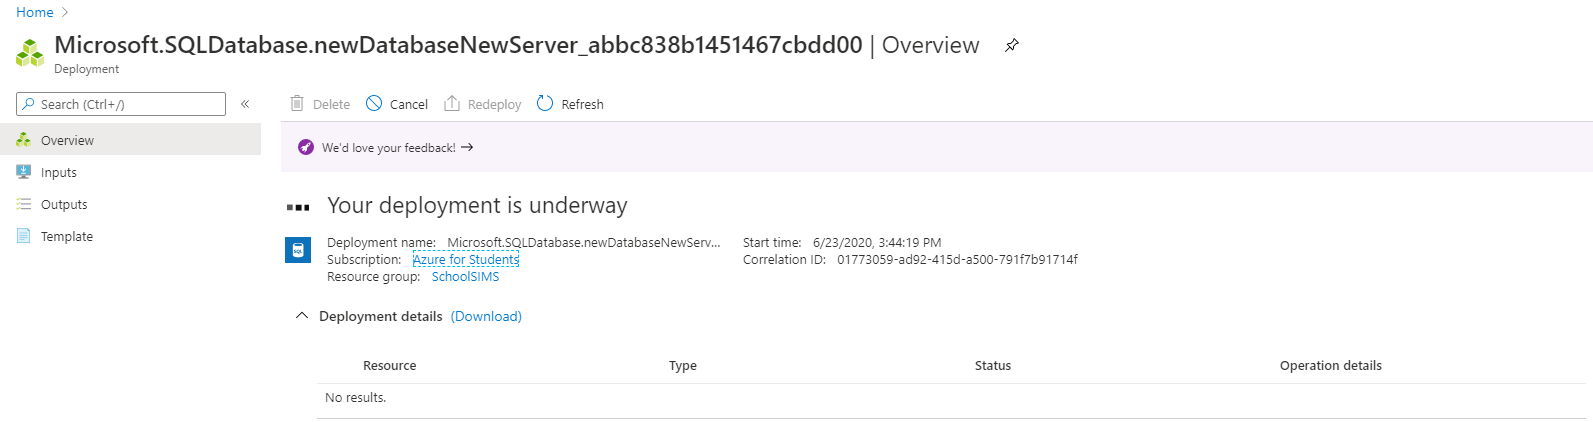 Home
Microsoft.SQLDatabase.newDatabaseNewServer_abbc838b1451467cbdd00 | Overview
Deployment
Search (Ctrl+/)
Delete Cancel Redeploy Refresh
Overview
We'd love your feedback!
Inputs
Outputs
Template
Your deployment is underway
Deployment name: Microsoft.SQLDatabase.newDatabaseNewServ... Start time: 6/23/2020, 3:44:19 PM
Subscription: Azure for Students Correlation ID: 01773059-ad92-415d-a500-791f7b91714f
Resource group: SchoolSIMS
Deployment details (Download)
Resource Type Status Operation details
No results.
SQL